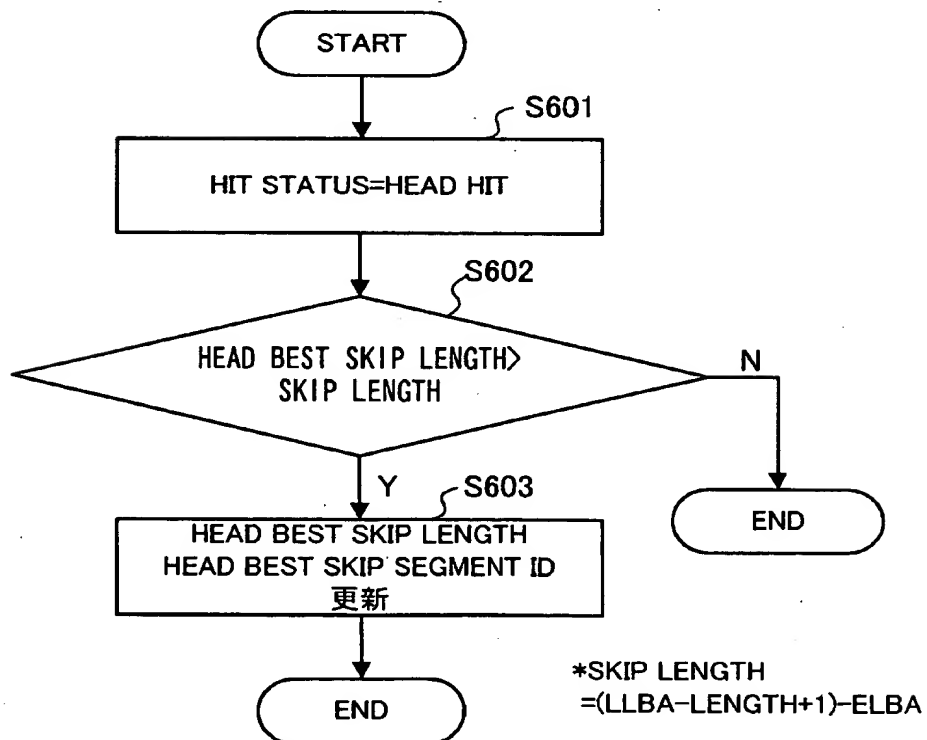 START
S601
HIT STATUS=HEAD HIT
S602
HEAD BEST SKIP LENGTH>
SKIP LENGTH
N
Y
S603
HEAD BEST SKIP LENGTH
HEAD BEST SKIP SEGMENT ID
更新
END
END
*SKIP LENGTH
=(LLBA-LENGTH+1)-ELBA